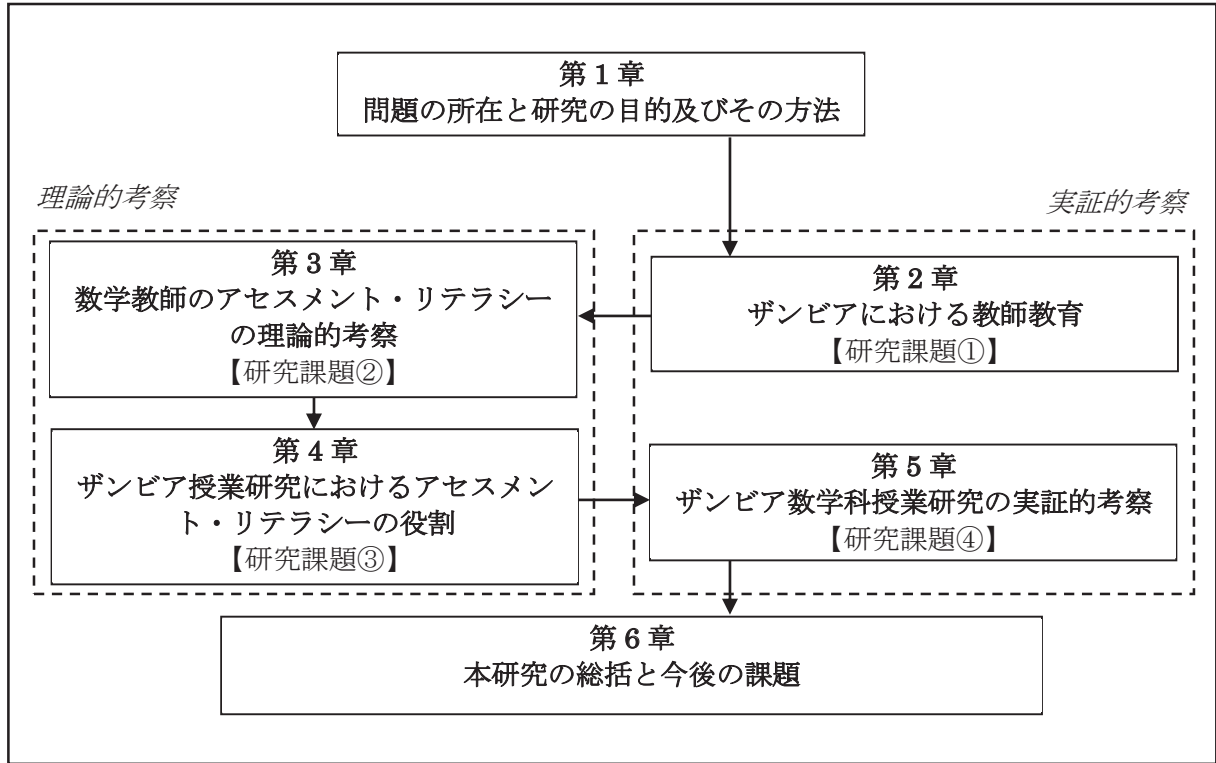 第1章
問題の所在と研究の目的及びその方法
理論的考察
実証的考察
第3章
数学教師のアセスメント・リテラシー
の理論的考察
【研究課題②】
第2章
ザンビアにおける教師教育
【研究課題①】
第4章
ザンビア授業研究におけるアセスメン
ト・リテラシーの役割
【研究課題③】
第5章
ザンビア数学科授業研究の実証的考察
【研究課題④】
第6章
本研究の総括と今後の課題